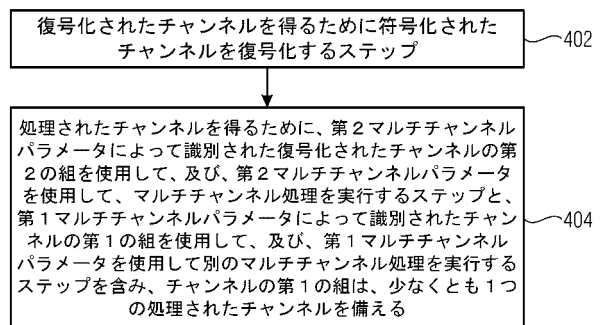 復号化されたチャンネルを得るために符号化された
チャンネルを復号化するステップ
402
処理されたチャンネルを得るために、第2マルチチャンネル
パラメータによって識別された復号化されたチャンネルの第
2の組を使用して、及び、第2マルチチャンネルパラメータ
を使用して、マルチチャンネル処理を実行するステップと、
第1マルチチャンネルパラメータによって識別されたチャン
ネルの第1の組を使用して、及び、第1マルチチャンネル
パラメータを使用して別のマルチチャンネル処理を実行する
ステップを含み、チャンネルの第1の組は、少なくとも1つ
の処理されたチャンネルを備える
404